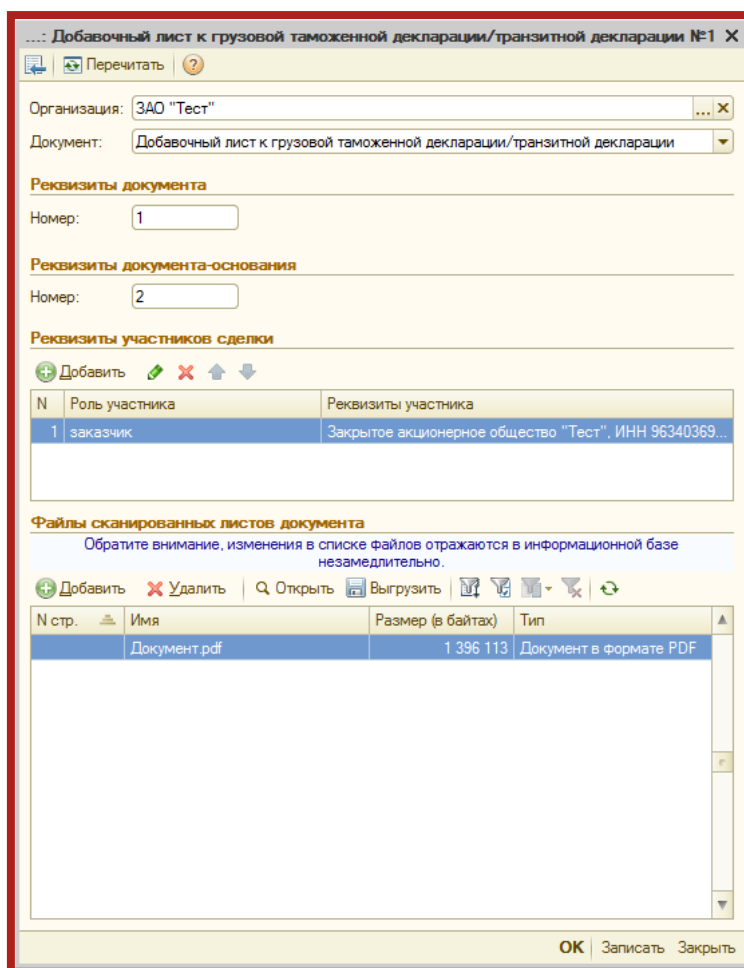 ...: Добавочный лист к грузовой таможенной декларации/транзитной декларации №1
Перечитать
Организация: ЗАО "Тест"
Документ: Добавочный лист к грузовой таможенной декларации/транзитной декларации
Реквизиты документа
Номер: 1
Реквизиты документа-основания
Номер: 2
Реквизиты участников сделки
Добавить
N Роль участника Реквизиты участника
1 заказчик Закрытое акционерное общество "Тест", ИНН 96340369...
Файлы сканированных листов документа
Обратите внимание, изменения в списке файлов отражаются в информационной базе
незамедлительно.
Добавить Удалить Открыть Выгрузить
N стр. Имя Размер (в байтах) Тип
Документ.pdf 1 396 113 Документ в формате PDF
OK Записать Закрыть